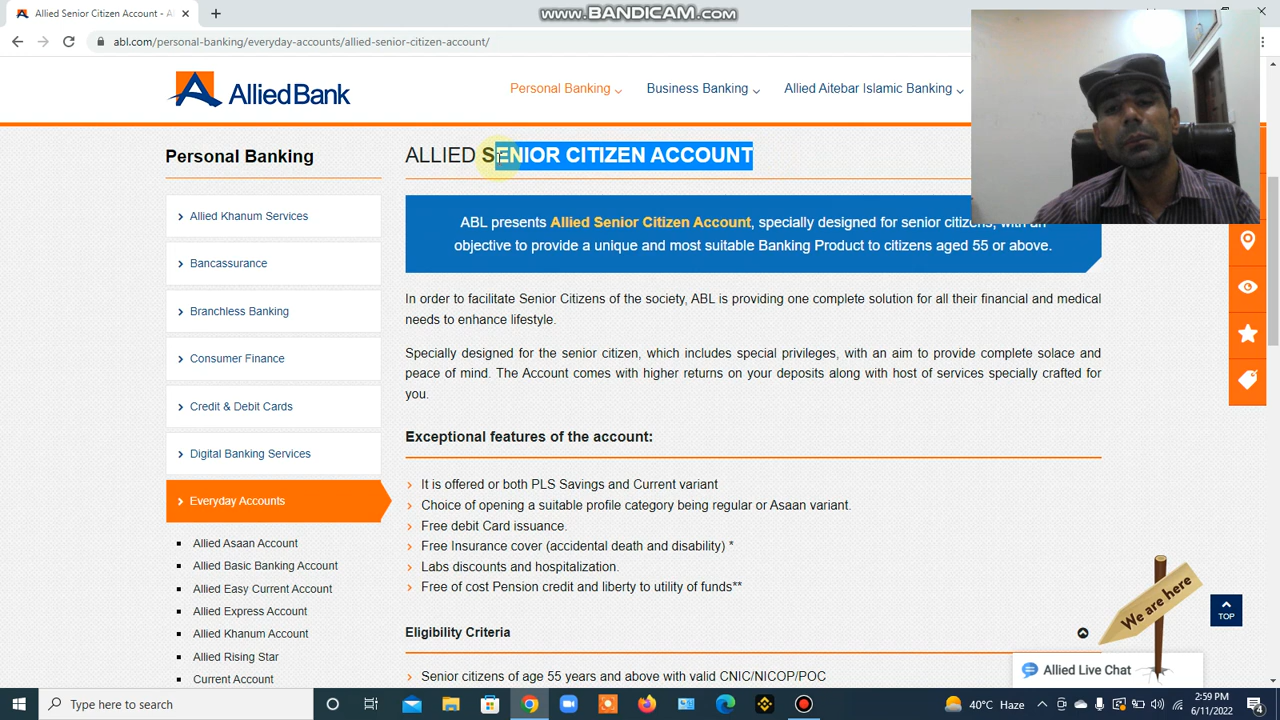 Allied Senior Citizen Account - A
www.BANDICAM.com
abl.com/personal-banking/everyday-accounts/allied-senior-citizen-account/
Allied Bank
Personal Banking
Business Banking
Allied Aitebar Islamic Banking
Personal Banking
Allied Khanum Services
Bancassurance
Branchless Banking
Consumer Finance
Credit & Debit Cards
Digital Banking Services
Everyday Accounts
Allied Asaan Account
Allied Basic Banking Account
Allied Easy Current Account
Allied Express Account
Allied Khanum Account
Allied Rising Star
Current Account
ALLIED SENIOR CITIZEN ACCOUNT
ABL presents Allied Senior Citizen Account, specially designed for senior citizens, with an
objective to provide a unique and most suitable Banking Product to citizens aged 55 or above.
In order to facilitate Senior Citizens of the society, ABL is providing one complete solution for all their financial and medical
needs to enhance lifestyle.
Specially designed for the senior citizen, which includes special privileges, with an aim to provide complete solace and
peace of mind. The Account comes with higher returns on your deposits along with host of services specially crafted for
you.
Exceptional features of the account:
It is offered or both PLS Savings and Current variant
Choice of opening a suitable profile category being regular or Asaan variant.
Free debit Card issuance.
Free Insurance cover (accidental death and disability) *
Labs discounts and hospitalization.
Free of cost Pension credit and liberty to utility of funds**
Eligibility Criteria
Senior citizens of age 55 years and above with valid CNIC/NICOP/POC
We are here
TOP
Allied Live Chat
Type here to search
40°C Haze
2:59 PM
6/11/2022
4